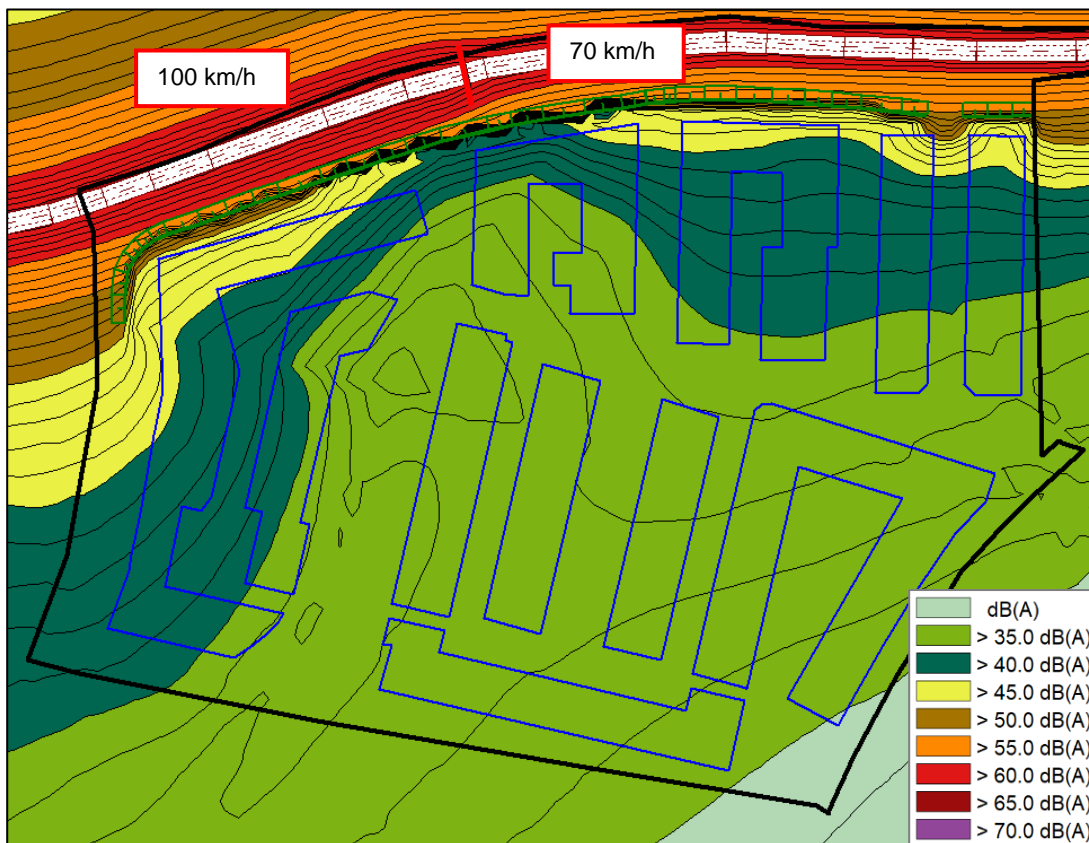 70 km/h
100 km/h
dB(A)
> 35.0 dB(A)
> 40.0 dB(A)
> 45.0 dB(A)
> 50.0 dB(A)
> 55.0 dB(A)
> 60.0 dB(A)
> 65.0 dB(A)
> 70.0 dB(A)